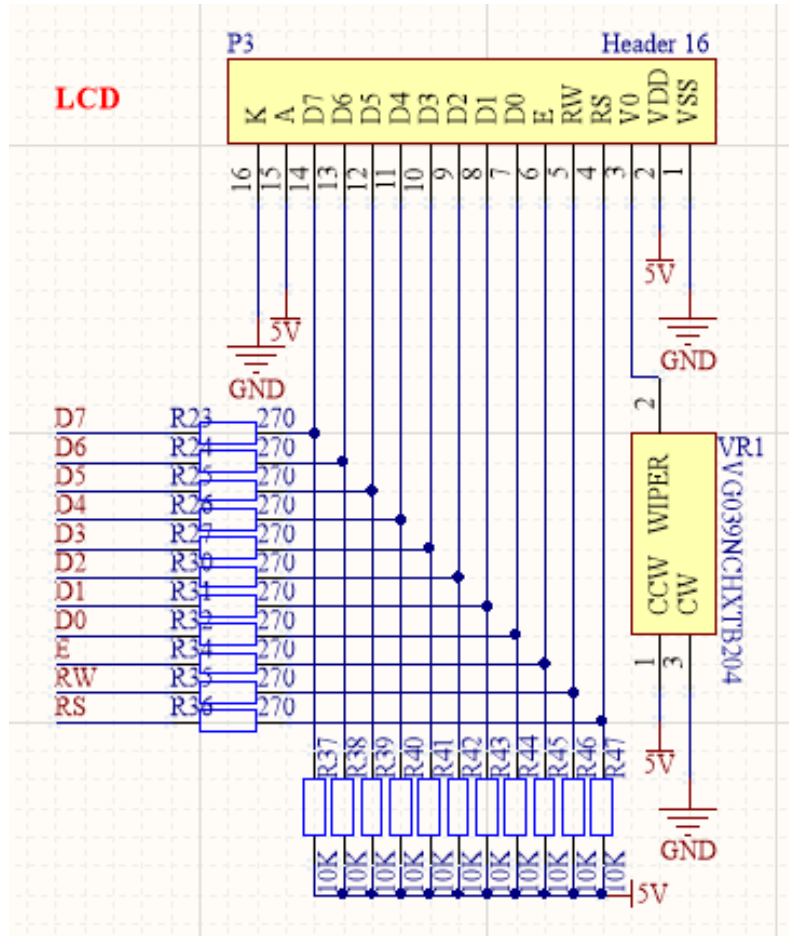 P3 Header 16
LCD
K A D7 D6 D5 D4 D3 D2 D1 D0 E RW RS V0 VDD VSS
16 15 14 13 12 11 10 9 8 7 6 5 4 3 2 1
5V
5V
GND
GND
2
D7 R23 270
D6 R24 270
D5 R25 270
D4 R26 270
D3 R27 270
D2 R30 270
D1 R31 270
D0 R32 270
E R34 270
RW R35 270
RS R36 270
VR1
VG039NCHXTB204
CCW WIPER
CW
1 3
5V
GND
R37 R38 R39 R40 R41 R42 R43 R44 R45 R46 R47
10K 10K 10K 10K 10K 10K 10K 10K 10K 10K 10K
5V